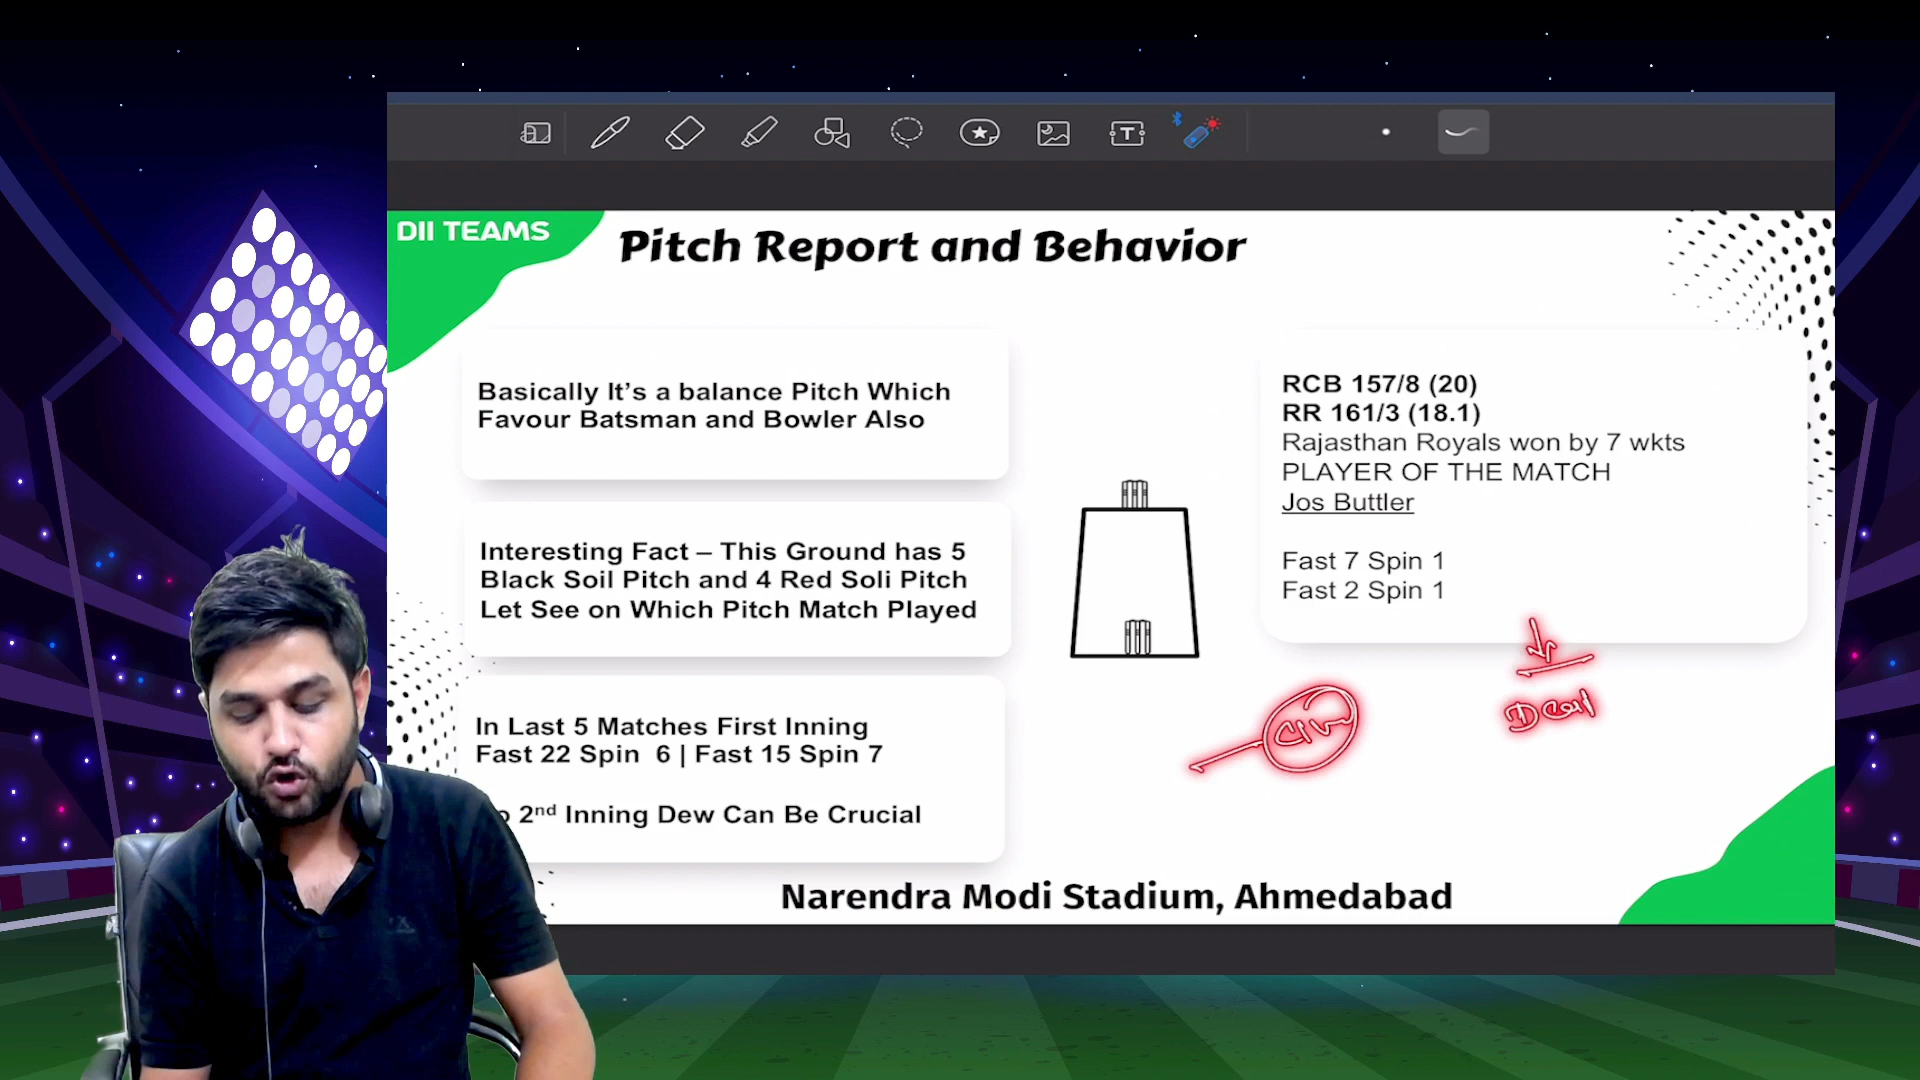 DII TEAMS
Pitch Report and Behavior
Basically It's a balance Pitch Which
Favour Batsman and Bowler Also
Interesting Fact – This Ground has 5
Black Soil Pitch and 4 Red Soli Pitch
Let See on Which Pitch Match Played
In Last 5 Matches First Inning
Fast 22 Spin 6 | Fast 15 Spin 7
2nd Inning Dew Can Be Crucial
RCB 157/8 (20)
RR 161/3 (18.1)
Rajasthan Royals won by 7 wkts
PLAYER OF THE MATCH
Jos Buttler
Fast 7 Spin 1
Fast 2 Spin 1
Narendra Modi Stadium, Ahmedabad